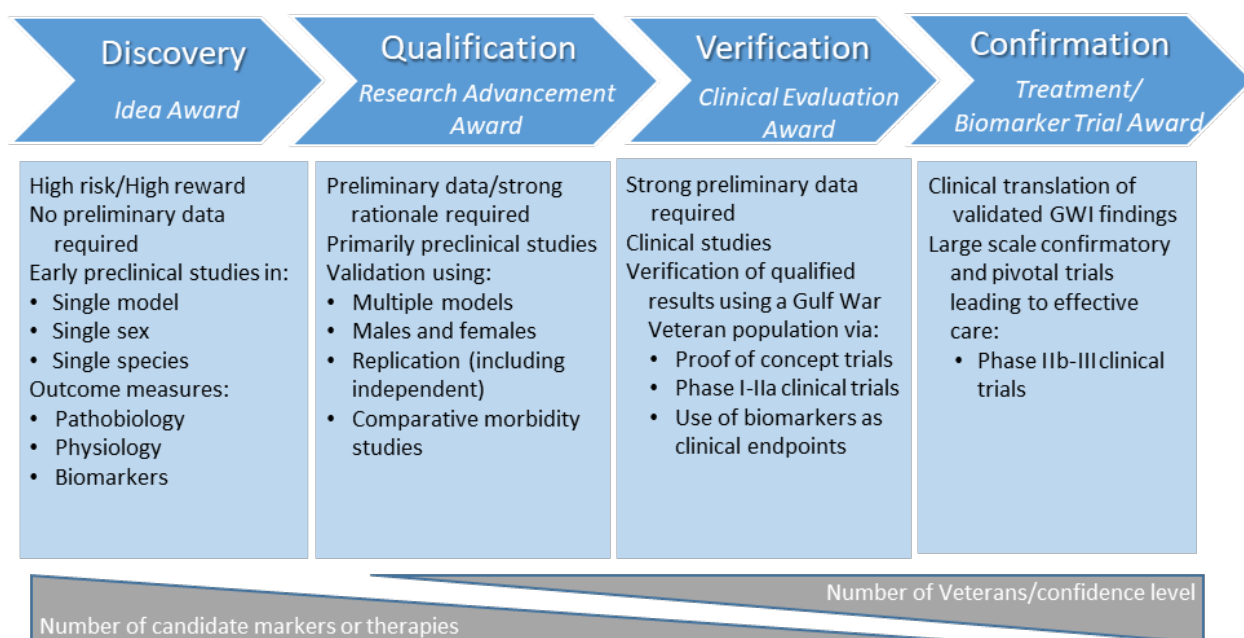 Discovery
Idea Award
Qualification
Research Advancement
Award
Verification
Clinical Evaluation
Award
Confirmation
Treatment/
Biomarker Trial Award
High risk/High reward
No preliminary data
required
Early preclinical studies in:
• Single model
• Single sex
• Single species
Outcome measures:
• Pathobiology
• Physiology
• Biomarkers
Preliminary data/strong
rationale required
Primarily preclinical studies
Validation using:
• Multiple models
• Males and females
• Replication (including
independent)
• Comparative morbidity
studies
Strong preliminary data
required
Clinical studies
Verification of qualified
results using a Gulf War
Veteran population via:
• Proof of concept trials
• Phase I-IIa clinical trials
• Use of biomarkers as
clinical endpoints
Clinical translation of
validated GWI findings
Large scale confirmatory
and pivotal trials
leading to effective
care:
• Phase IIb-III clinical
trials
Number of Veterans/confidence level
Number of candidate markers or therapies